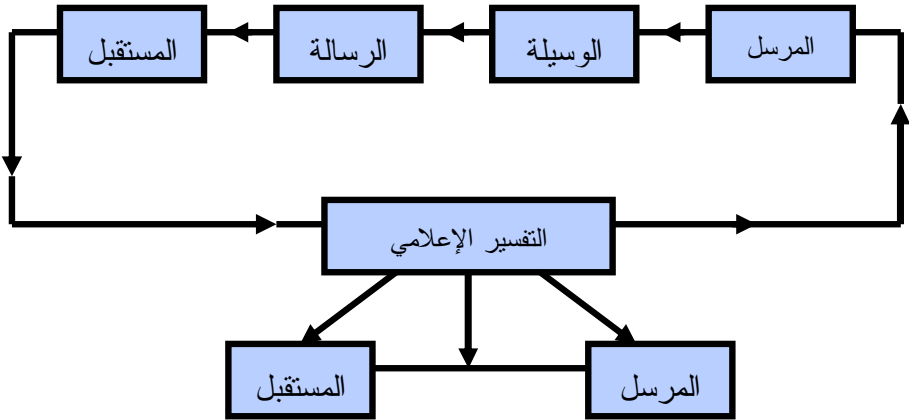 المرسل
الوسيلة
الرسالة
المستقبل
التفسير الإعلامي
المرسل
المستقبل